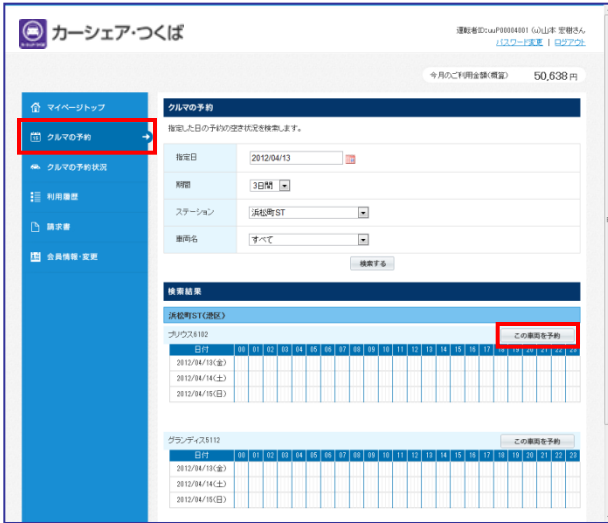 カーシェア・つくば
運転者ID:uuP00004001 (ω)山本 宏樹さん
パスワード変更 | ログアウト
今月のご利用金額(概算) 50,638 円
マイページトップ
クルマの予約
クルマの予約状況
利用履歴
請求書
会員情報・変更
クルマの予約
指定した日の予約の空き状況を検索します。
指定日 2012/04/13
期間 3日間
ステーション 浜松町ST
車両名 すべて
検索する
検索結果
浜松町ST(港区)
プリウス6102 この車両を予約
日付 00 01 02 03 04 05 06 07 08 09 10 11 12 13 14 15 16 17 18 19 20 21 22 23
2012/04/13(金)
2012/04/14(土)
2012/04/15(日)
グランディス6112 この車両を予約
日付 00 01 02 03 04 05 06 07 08 09 10 11 12 13 14 15 16 17 18 19 20 21 22 23
2012/04/13(金)
2012/04/14(土)
2012/04/15(日)